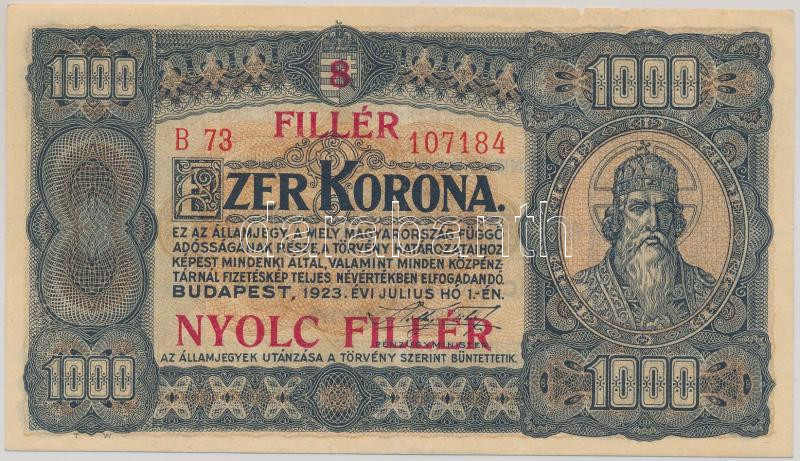 1000
1000
8
FILLÉR
B 73
107184
EZER KORONA.
EZ AZ ÁLLAMJEGY, A MELY MAGYARORSZÁG FÜGGŐ
ADÓSSÁGÁNAK RÉSZE, A TÖRVÉNY HATÁROZATAIHOZ
KÉPEST MINDENKI ÁLTAL, VALAMINT MINDEN KÖZPÉNZ-
TÁRNÁL FIZETÉSKÉP TELJES NÉVÉRTÉKBEN ELFOGADANDÓ.
BUDAPEST, 1923. ÉVI JULIUS HÓ 1.-ÉN.
NYOLC FILLÉR
PÉNZÜGYMINISZTER
AZ ÁLLAMJEGYEK UTÁNZÁSA A TÖRVÉNY SZERINT BÜNTETTETIK.
1000
1000
T. W.
darabanth